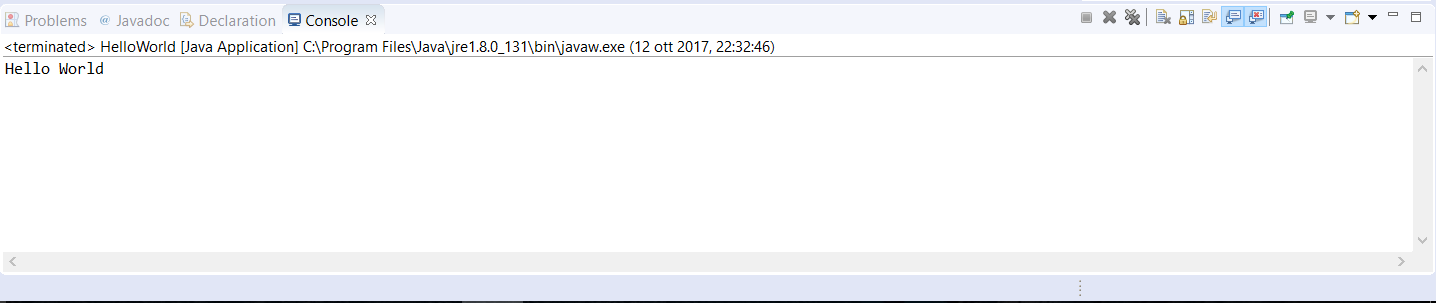 Problems @ Javadoc Declaration Console
<terminated> HelloWorld [Java Application] C:\Program Files\Java\jre1.8.0_131\bin\javaw.exe (12 ott 2017, 22:32:46)
Hello World